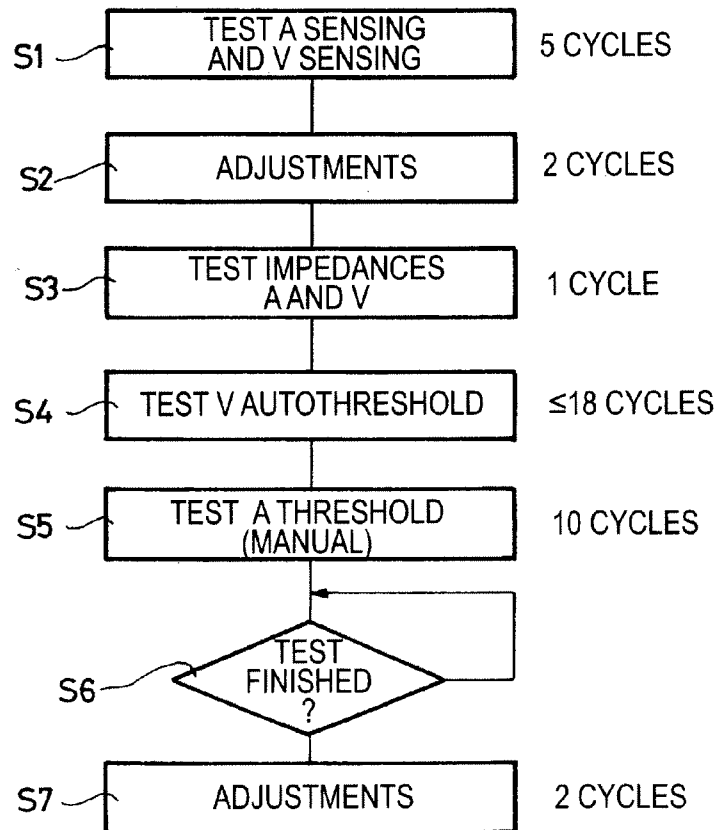 S1
TEST A SENSING
AND V SENSING
5 CYCLES
S2
ADJUSTMENTS
2 CYCLES
S3
TEST IMPEDANCES
A AND V
1 CYCLE
S4
TEST V AUTOTHRESHOLD
≤18 CYCLES
S5
TEST A THRESHOLD
(MANUAL)
10 CYCLES
S6
TEST
FINISHED
?
S7
ADJUSTMENTS
2 CYCLES